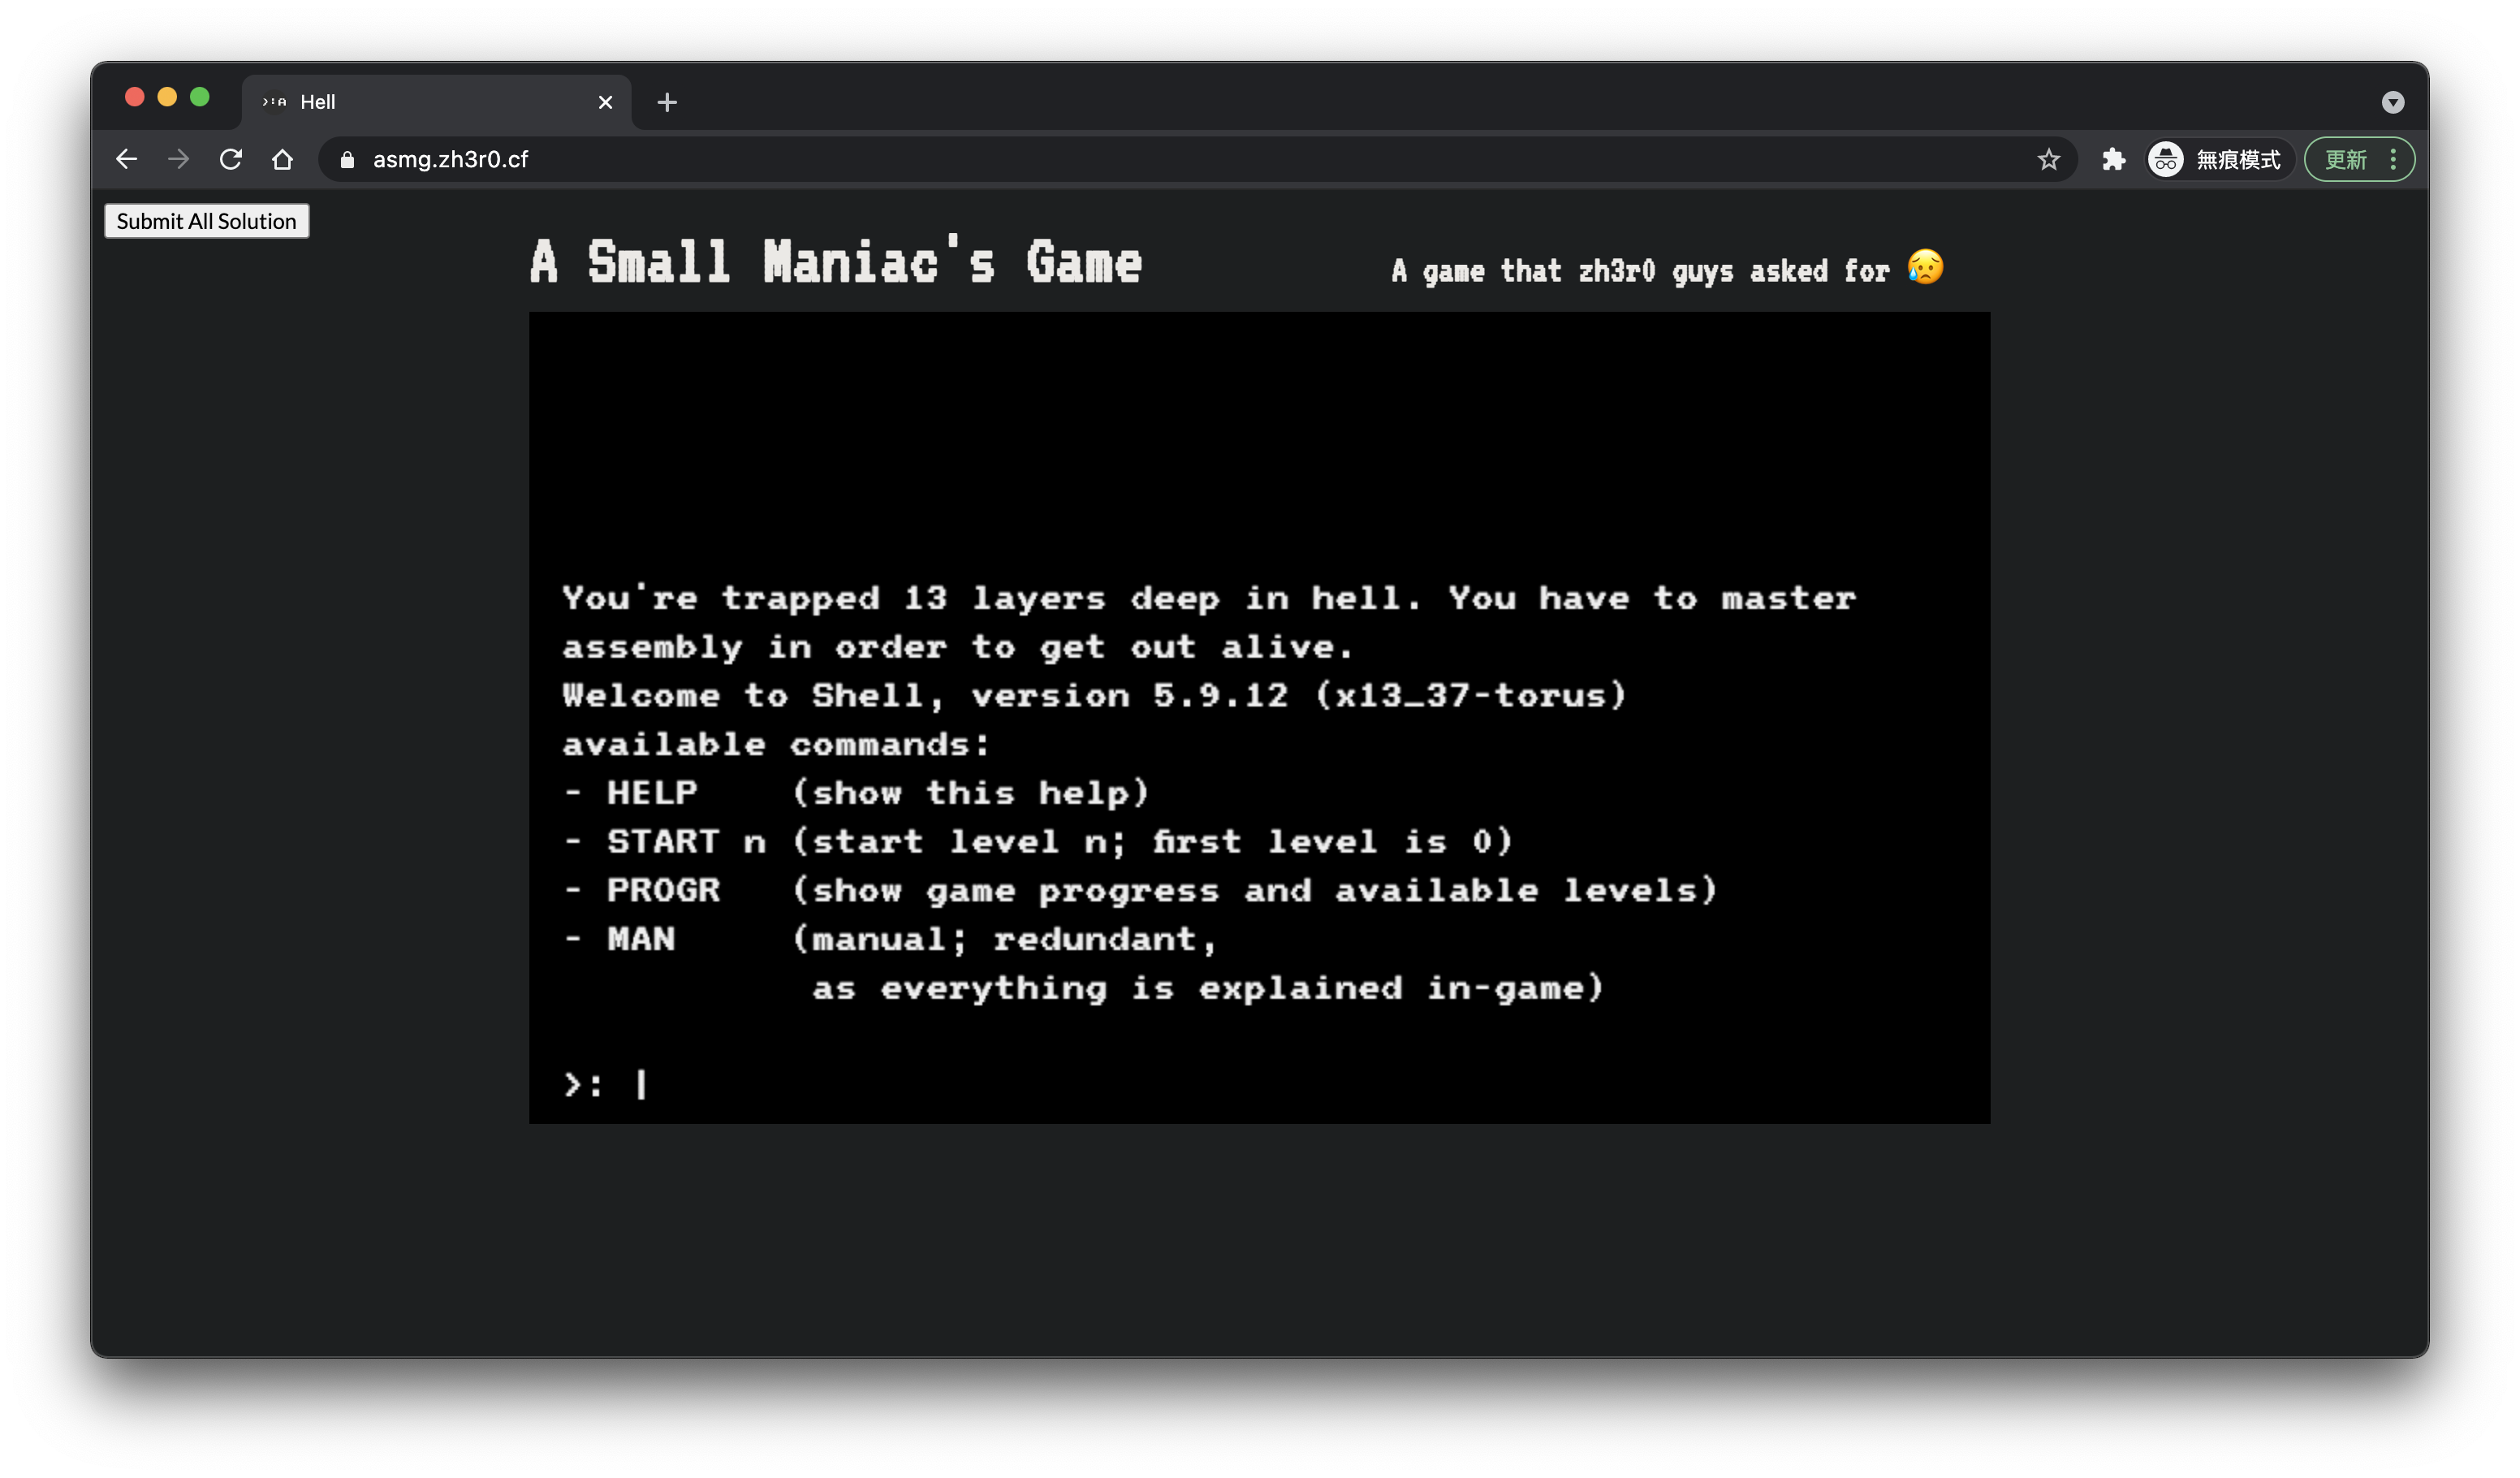 >:A Hell
asmg.zh3r0.cf
無痕模式
更新
Submit All Solution
A Small Maniac's Game
A game that zh3r0 guys asked for 😥
You're trapped 13 layers deep in hell. You have to master
assembly in order to get out alive.
Welcome to Shell, version 5.9.12 (x13_37-torus)
available commands:
- HELP    (show this help)
- START n (start level n; first level is 0)
- PROGR   (show game progress and available levels)
- MAN     (manual; redundant,
           as everything is explained in-game)
>: |